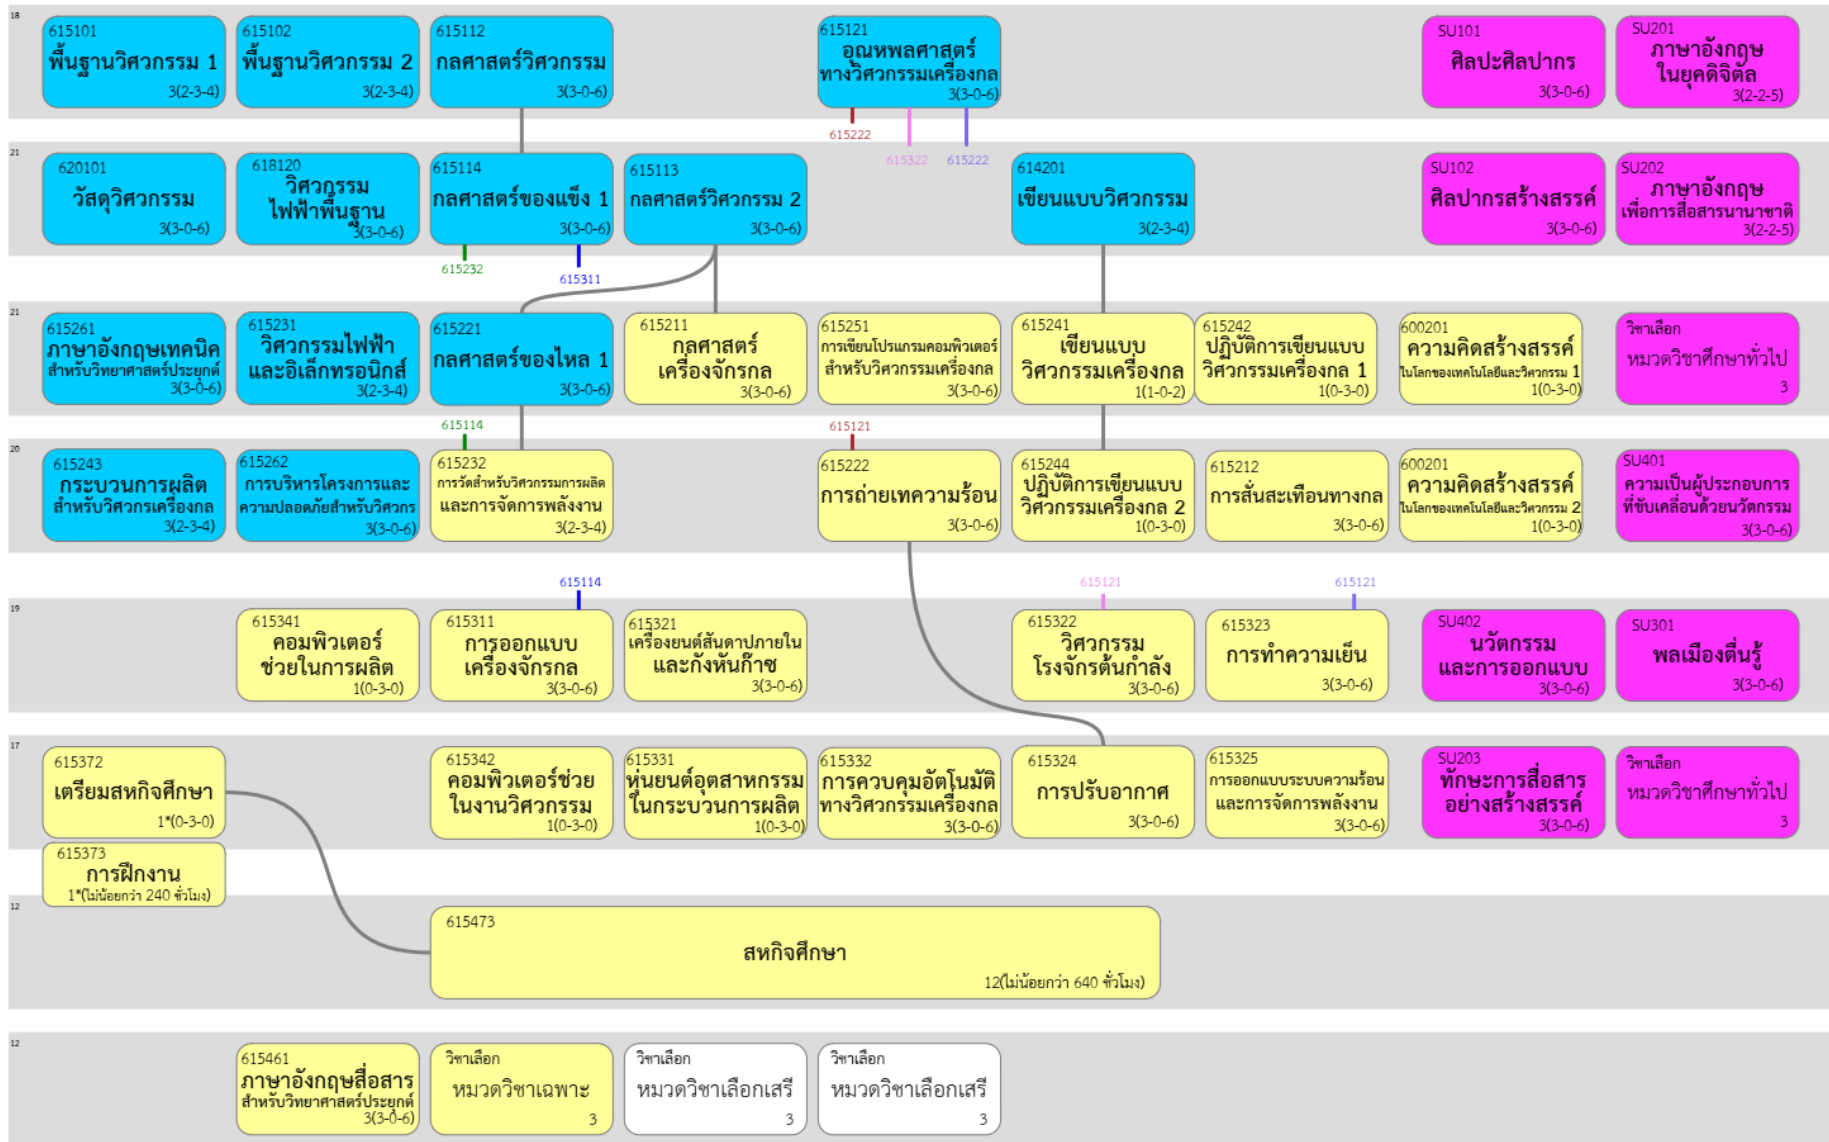 18
615101
พื้นฐานวิศวกรรม 1
3(2-3-4)
615102
พื้นฐานวิศวกรรม 2
3(2-3-4)
615112
กลศาสตร์วิศวกรรม
3(3-0-6)
615121
อุณหพลศาสตร์
ทางวิศวกรรมเครื่องกล
3(3-0-6)
SU101
ศิลปะศิลปากร
3(3-0-6)
SU201
ภาษาอังกฤษ
ในยุคดิจิตัล
3(2-2-5)
615222
615322
615222
21
620101
วัสดุวิศวกรรม
3(3-0-6)
618120
วิศวกรรม
ไฟฟ้าพื้นฐาน
3(3-0-6)
615114
กลศาสตร์ของแข็ง 1
3(3-0-6)
615113
กลศาสตร์วิศวกรรม 2
3(3-0-6)
614201
เขียนแบบวิศวกรรม
3(2-3-4)
SU102
ศิลปากรสร้างสรรค์
3(3-0-6)
SU202
ภาษาอังกฤษ
เพื่อการสื่อสารนานาชาติ
3(2-2-5)
615232
615311
21
615261
ภาษาอังกฤษเทคนิค
สำหรับวิทยาศาสตร์ประยุกต์
3(3-0-6)
615231
วิศวกรรมไฟฟ้า
และอิเล็กทรอนิกส์
3(2-3-4)
615221
กลศาสตร์ของไหล 1
3(3-0-6)
615211
กลศาสตร์
เครื่องจักรกล
3(3-0-6)
615251
การเขียนโปรแกรมคอมพิวเตอร์
สำหรับวิศวกรรมเครื่องกล
3(3-0-6)
615241
เขียนแบบ
วิศวกรรมเครื่องกล
1(1-0-2)
615242
ปฏิบัติการเขียนแบบ
วิศวกรรมเครื่องกล 1
1(0-3-0)
600201
ความคิดสร้างสรรค์
ในโลกของเทคโนโลยีและวิศวกรรม 1
1(0-3-0)
วิชาเลือก
หมวดวิชาศึกษาทั่วไป
3
615114
615121
20
615243
กระบวนการผลิต
สำหรับวิศวกรเครื่องกล
3(2-3-4)
615262
การบริหารโครงการและ
ความปลอดภัยสำหรับวิศวกร
3(3-0-6)
615232
การวัดสำหรับวิศวกรรมการผลิต
และการจัดการพลังงาน
3(2-3-4)
615222
การถ่ายเทความร้อน
3(3-0-6)
615244
ปฏิบัติการเขียนแบบ
วิศวกรรมเครื่องกล 2
1(0-3-0)
615212
การสั่นสะเทือนทางกล
3(3-0-6)
600201
ความคิดสร้างสรรค์
ในโลกของเทคโนโลยีและวิศวกรรม 2
1(0-3-0)
SU401
ความเป็นผู้ประกอบการ
ที่ขับเคลื่อนด้วยนวัตกรรม
3(3-0-6)
615114
615121
615121
19
615341
คอมพิวเตอร์
ช่วยในการผลิต
1(0-3-0)
615311
การออกแบบ
เครื่องจักรกล
3(3-0-6)
615321
เครื่องยนต์สันดาปภายใน
และกังหันก๊าซ
3(3-0-6)
615322
วิศวกรรม
โรงจักรต้นกำลัง
3(3-0-6)
615323
การทำความเย็น
3(3-0-6)
SU402
นวัตกรรม
และการออกแบบ
3(3-0-6)
SU301
พลเมืองตื่นรู้
3(3-0-6)
17
615372
เตรียมสหกิจศึกษา
1*(0-3-0)
615342
คอมพิวเตอร์ช่วย
ในงานวิศวกรรม
1(0-3-0)
615331
หุ่นยนต์อุตสาหกรรม
ในกระบวนการผลิต
1(0-3-0)
615332
การควบคุมอัตโนมัติ
ทางวิศวกรรมเครื่องกล
3(3-0-6)
615324
การปรับอากาศ
3(3-0-6)
615325
การออกแบบระบบความร้อน
และการจัดการพลังงาน
3(3-0-6)
SU203
ทักษะการสื่อสาร
อย่างสร้างสรรค์
3(3-0-6)
วิชาเลือก
หมวดวิชาศึกษาทั่วไป
3
615373
การฝึกงาน
1*(ไม่น้อยกว่า 240 ชั่วโมง)
12
615473
สหกิจศึกษา
12(ไม่น้อยกว่า 640 ชั่วโมง)
12
615461
ภาษาอังกฤษสื่อสาร
สำหรับวิทยาศาสตร์ประยุกต์
3(3-0-6)
วิชาเลือก
หมวดวิชาเฉพาะ
3
วิชาเลือก
หมวดวิชาเลือกเสรี
3
วิชาเลือก
หมวดวิชาเลือกเสรี
3